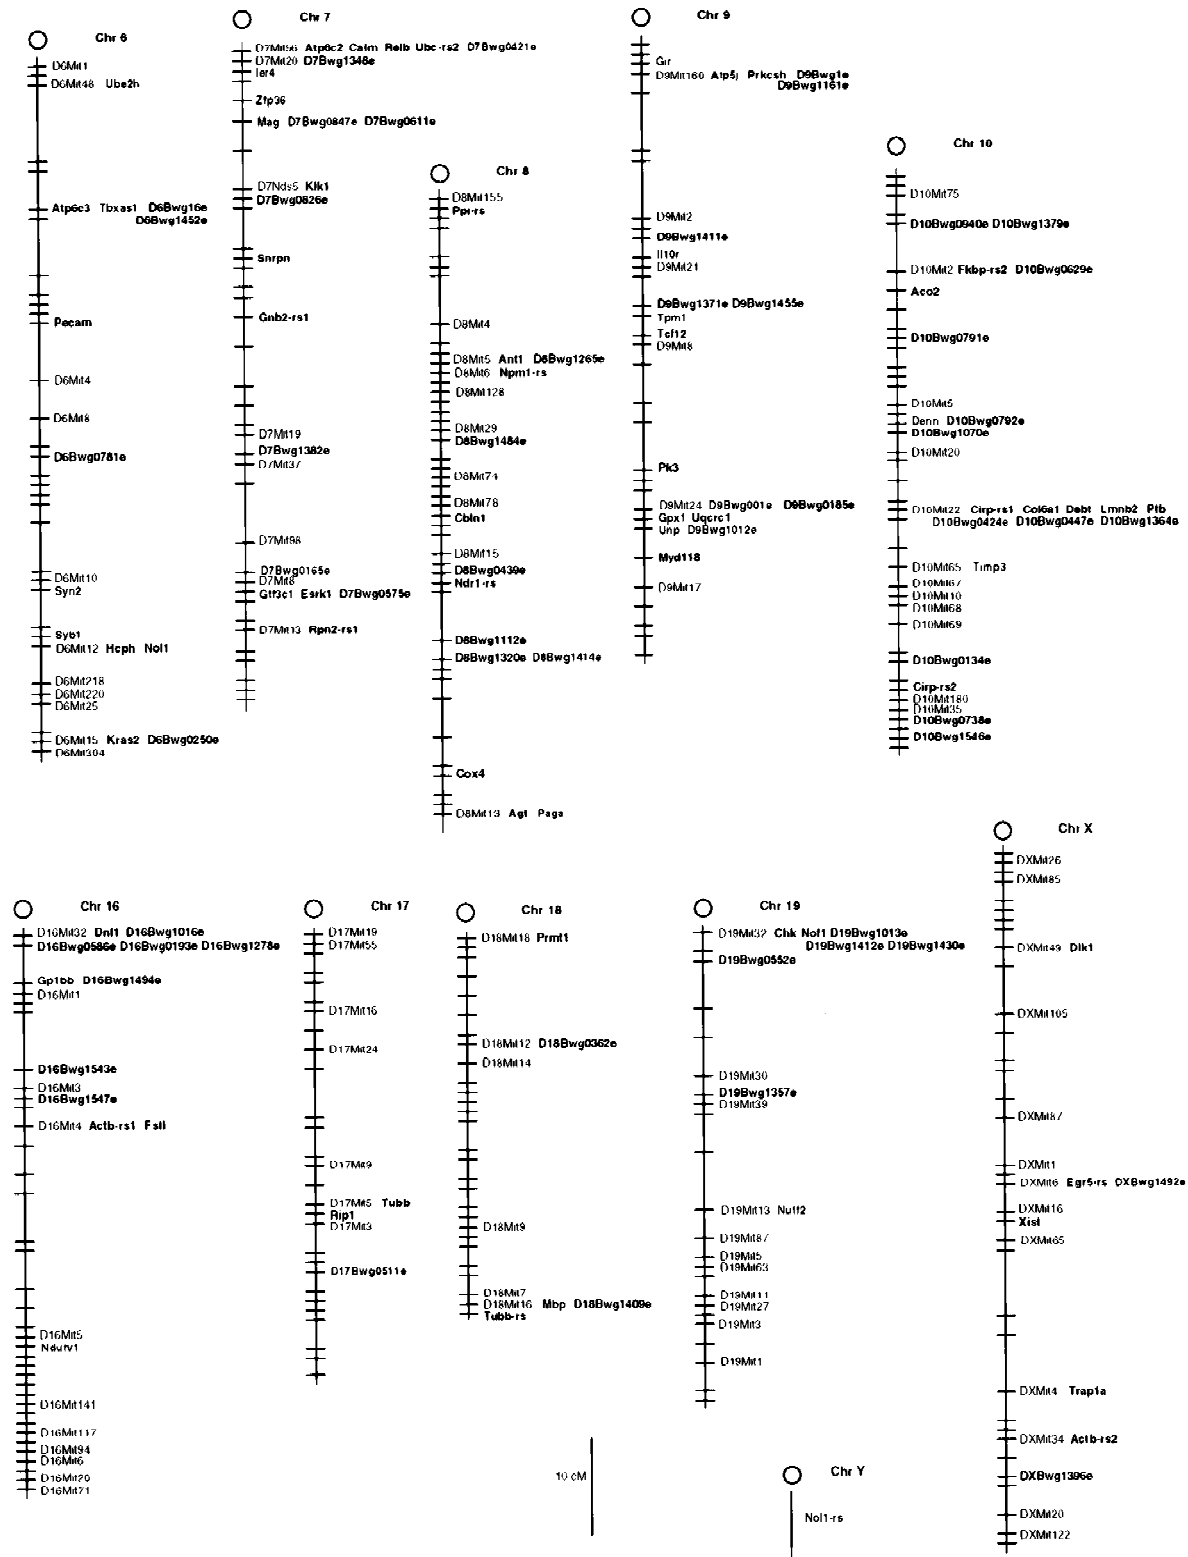 Chr 6
D6Mit1
D6Mit48 Ube2h
Atp6c3 Tbxas1 D6Bwg16e
D6Bwg1452e
Pecam
D6Mit4
D6Mit8
D6Bwg0781e
D6Mit10
Syn2
Syb1
D6Mit12 Hcph Nol1
D6Mit218
D6Mit220
D6Mit25
D6Mit15 Kras2 D6Bwg0250e
D6Mit304
Chr 7
D7Mit56 Atp6c2 Calm Relb Ubc-rs2 D7Bwg0421e
D7Mit20 D7Bwg1348e
Ier4
Zfp36
Mag D7Bwg0847e D7Bwg0611e
D7Nds5 Klk1
D7Bwg0826e
Snrpn
Gnb2-rs1
D7Mit19
D7Bwg1382e
D7Mit37
D7Mit98
D7Bwg0165e
D7Mit8
Gtf3c1 Esrk1 D7Bwg0575e
D7Mit13 Rpn2-rs1
Chr 8
D8Mit155
Ppi-rs
D8Mit4
D8Mit5 Ant1 D8Bwg1265e
D8Mit6 Npm1-rs
D8Mit128
D8Mit29
D8Bwg1484e
D8Mit74
D8Mit78
Cbln1
D8Mit15
D8Bwg0439e
Ndr1-rs
D8Bwg1112e
D8Bwg1320e D8Bwg1414e
Cox4
D8Mit13 Agt Paga
Chr 9
D9Mit160 Atp5j Prkcsh D9Bwg1e
D9Bwg1161e
D9Mit2
D9Bwg1411e
Il10r
D9Mit21
D9Bwg1371e D9Bwg1455e
Tpm1
Tcf12
D9Mit8
Pk3
D9Mit24 D9Bwg001e D9Bwg0185e
Gpx1 Uqcrc1
Unp D9Bwg1012e
Myd118
D9Mit17
Chr 10
D10Mit75
D10Bwg0940e D10Bwg1379e
D10Mit2 Fkbp-rs2 D10Bwg0629e
Aco2
D10Bwg0791e
D10Mit5
Denn D10Bwg0792e
D10Bwg1070e
D10Mit20
D10Mit22 Cirp-rs1 Col6a1 Debt Lmnb2 Ptb
D10Bwg0424e D10Bwg0447e D10Bwg1364e
D10Mit65 Timp3
D10Mit67
D10Mit10
D10Mit68
D10Mit69
D10Bwg0134e
Cirp-rs2
D10Mit180
D10Mit35
D10Bwg0738e
D10Bwg1546e
Chr 16
D16Mit32 Dnl1 D16Bwg1016e
D16Bwg0586e D16Bwg0193e D16Bwg1278e
Gp1bb D16Bwg1494e
D16Mit1
D16Bwg1543e
D16Mit3
D16Bwg1547e
D16Mit4 Actb-rs1 Fstl
D16Mit5
Ndufv1
D16Mit141
D16Mit117
D16Mit94
D16Mit6
D16Mit20
D16Mit71
Chr 17
D17Mit19
D17Mit55
D17Mit16
D17Mit24
D17Mit9
D17Mit5 Tubb
Rip1
D17Mit3
D17Bwg0511e
Chr 18
D18Mit18 Prmt1
D18Mit12 D18Bwg0362e
D18Mit14
D18Mit9
D18Mit7
D18Mit16 Mbp D18Bwg1409e
Tubb-rs
Chr 19
D19Mit32 Chk Nof1 D19Bwg1013e
D19Bwg1412e D19Bwg1430e
D19Bwg0552e
D19Mit30
D19Bwg1357e
D19Mit39
D19Mit13 Nutf2
D19Mit87
D19Mit5
D19Mit63
D19Mit11
D19Mit27
D19Mit3
D19Mit1
10 cM
Chr Y
Nol1-rs
Chr X
DXMit26
DXMit85
DXMit49 Dlk1
DXMit105
DXMit87
DXMit1
DXMit6 Egr5-rs DXBwg1492e
DXMit16
Xist
DXMit65
DXMit4 Trap1a
DXMit34 Actb-rs2
DXBwg1396e
DXMit20
DXMit122